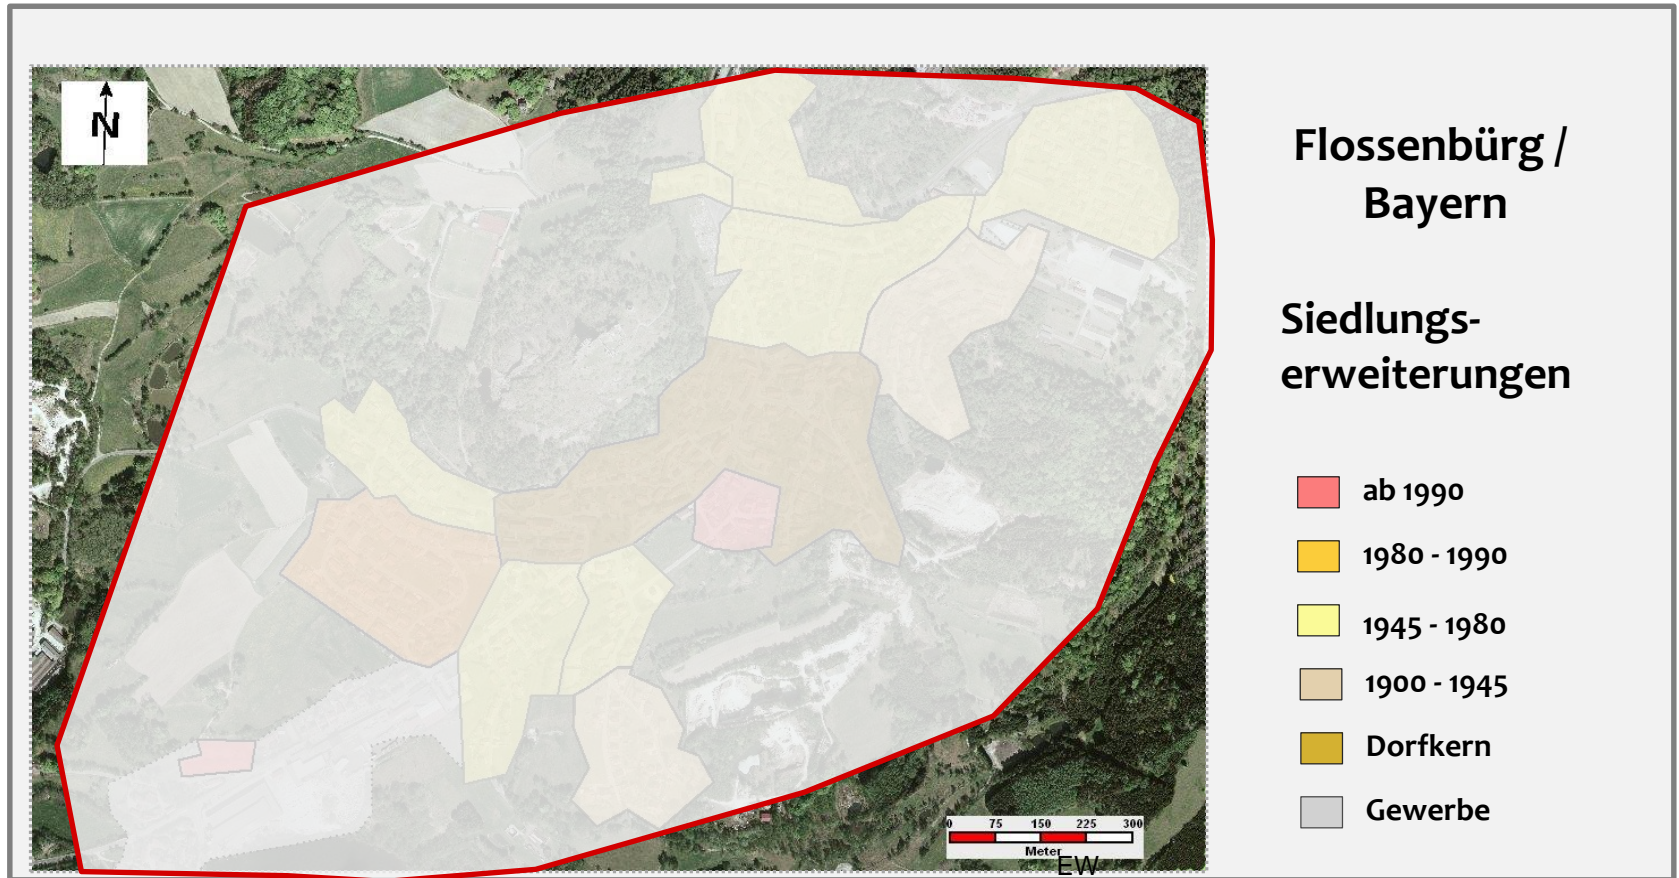 N
Flossenbürg /
Bayern
Siedlungs-
erweiterungen
ab 1990
1980 - 1990
1945 - 1980
1900 - 1945
Dorfkern
Gewerbe
0 75 150 225 300
Meter
EW